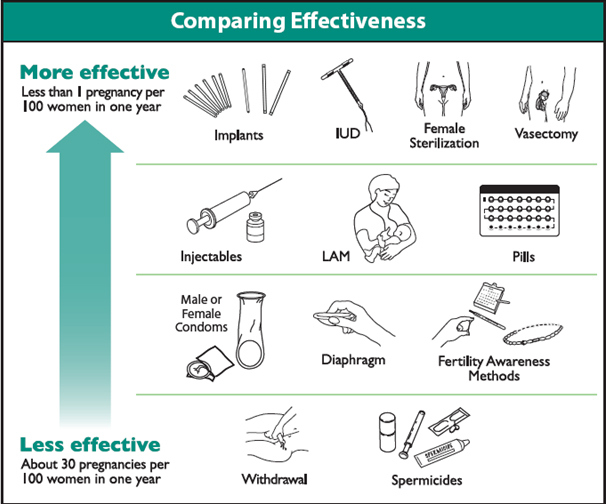 Comparing Effectiveness
More effective
Less than 1 pregnancy per
100 women in one year
Implants
IUD
Female
Sterilization
Vasectomy
Injectables
LAM
Pills
Male or
Female
Condoms
Diaphragm
Fertility Awareness
Methods
Less effective
About 30 pregnancies per
100 women in one year
Withdrawal
Spermicides
SPERMICIDE